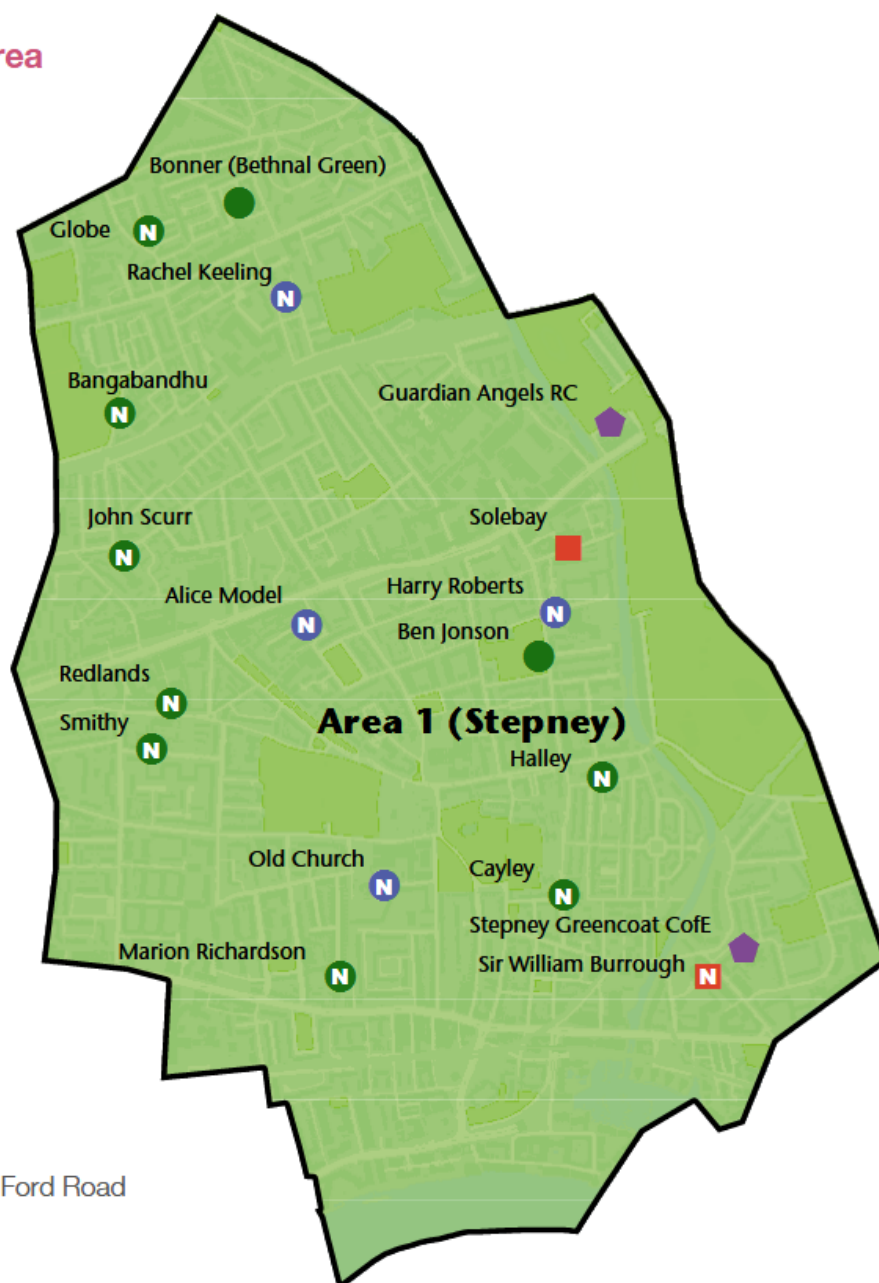 rea
Bonner (Bethnal Green)
Globe
N
Rachel Keeling
N
Bangabandhu
N
Guardian Angels RC
John Scurr
N
Solebay
Alice Model
N
Harry Roberts
N
Ben Jonson
Redlands
N
Smithy
N
Area 1 (Stepney)
Halley
N
Old Church
N
Cayley
N
Stepney Greencoat CofE
Marion Richardson
N
Sir William Burrough
N
Ford Road